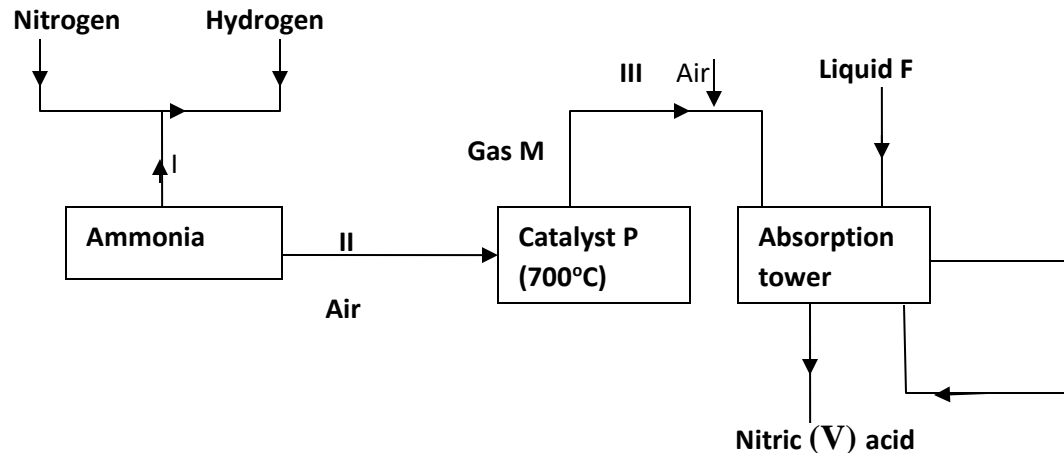 Nitrogen
Hydrogen
III
Air
Liquid F
Gas M
I
Ammonia
II
Air
Catalyst P
(700°C)
Absorption
tower
Nitric (V) acid